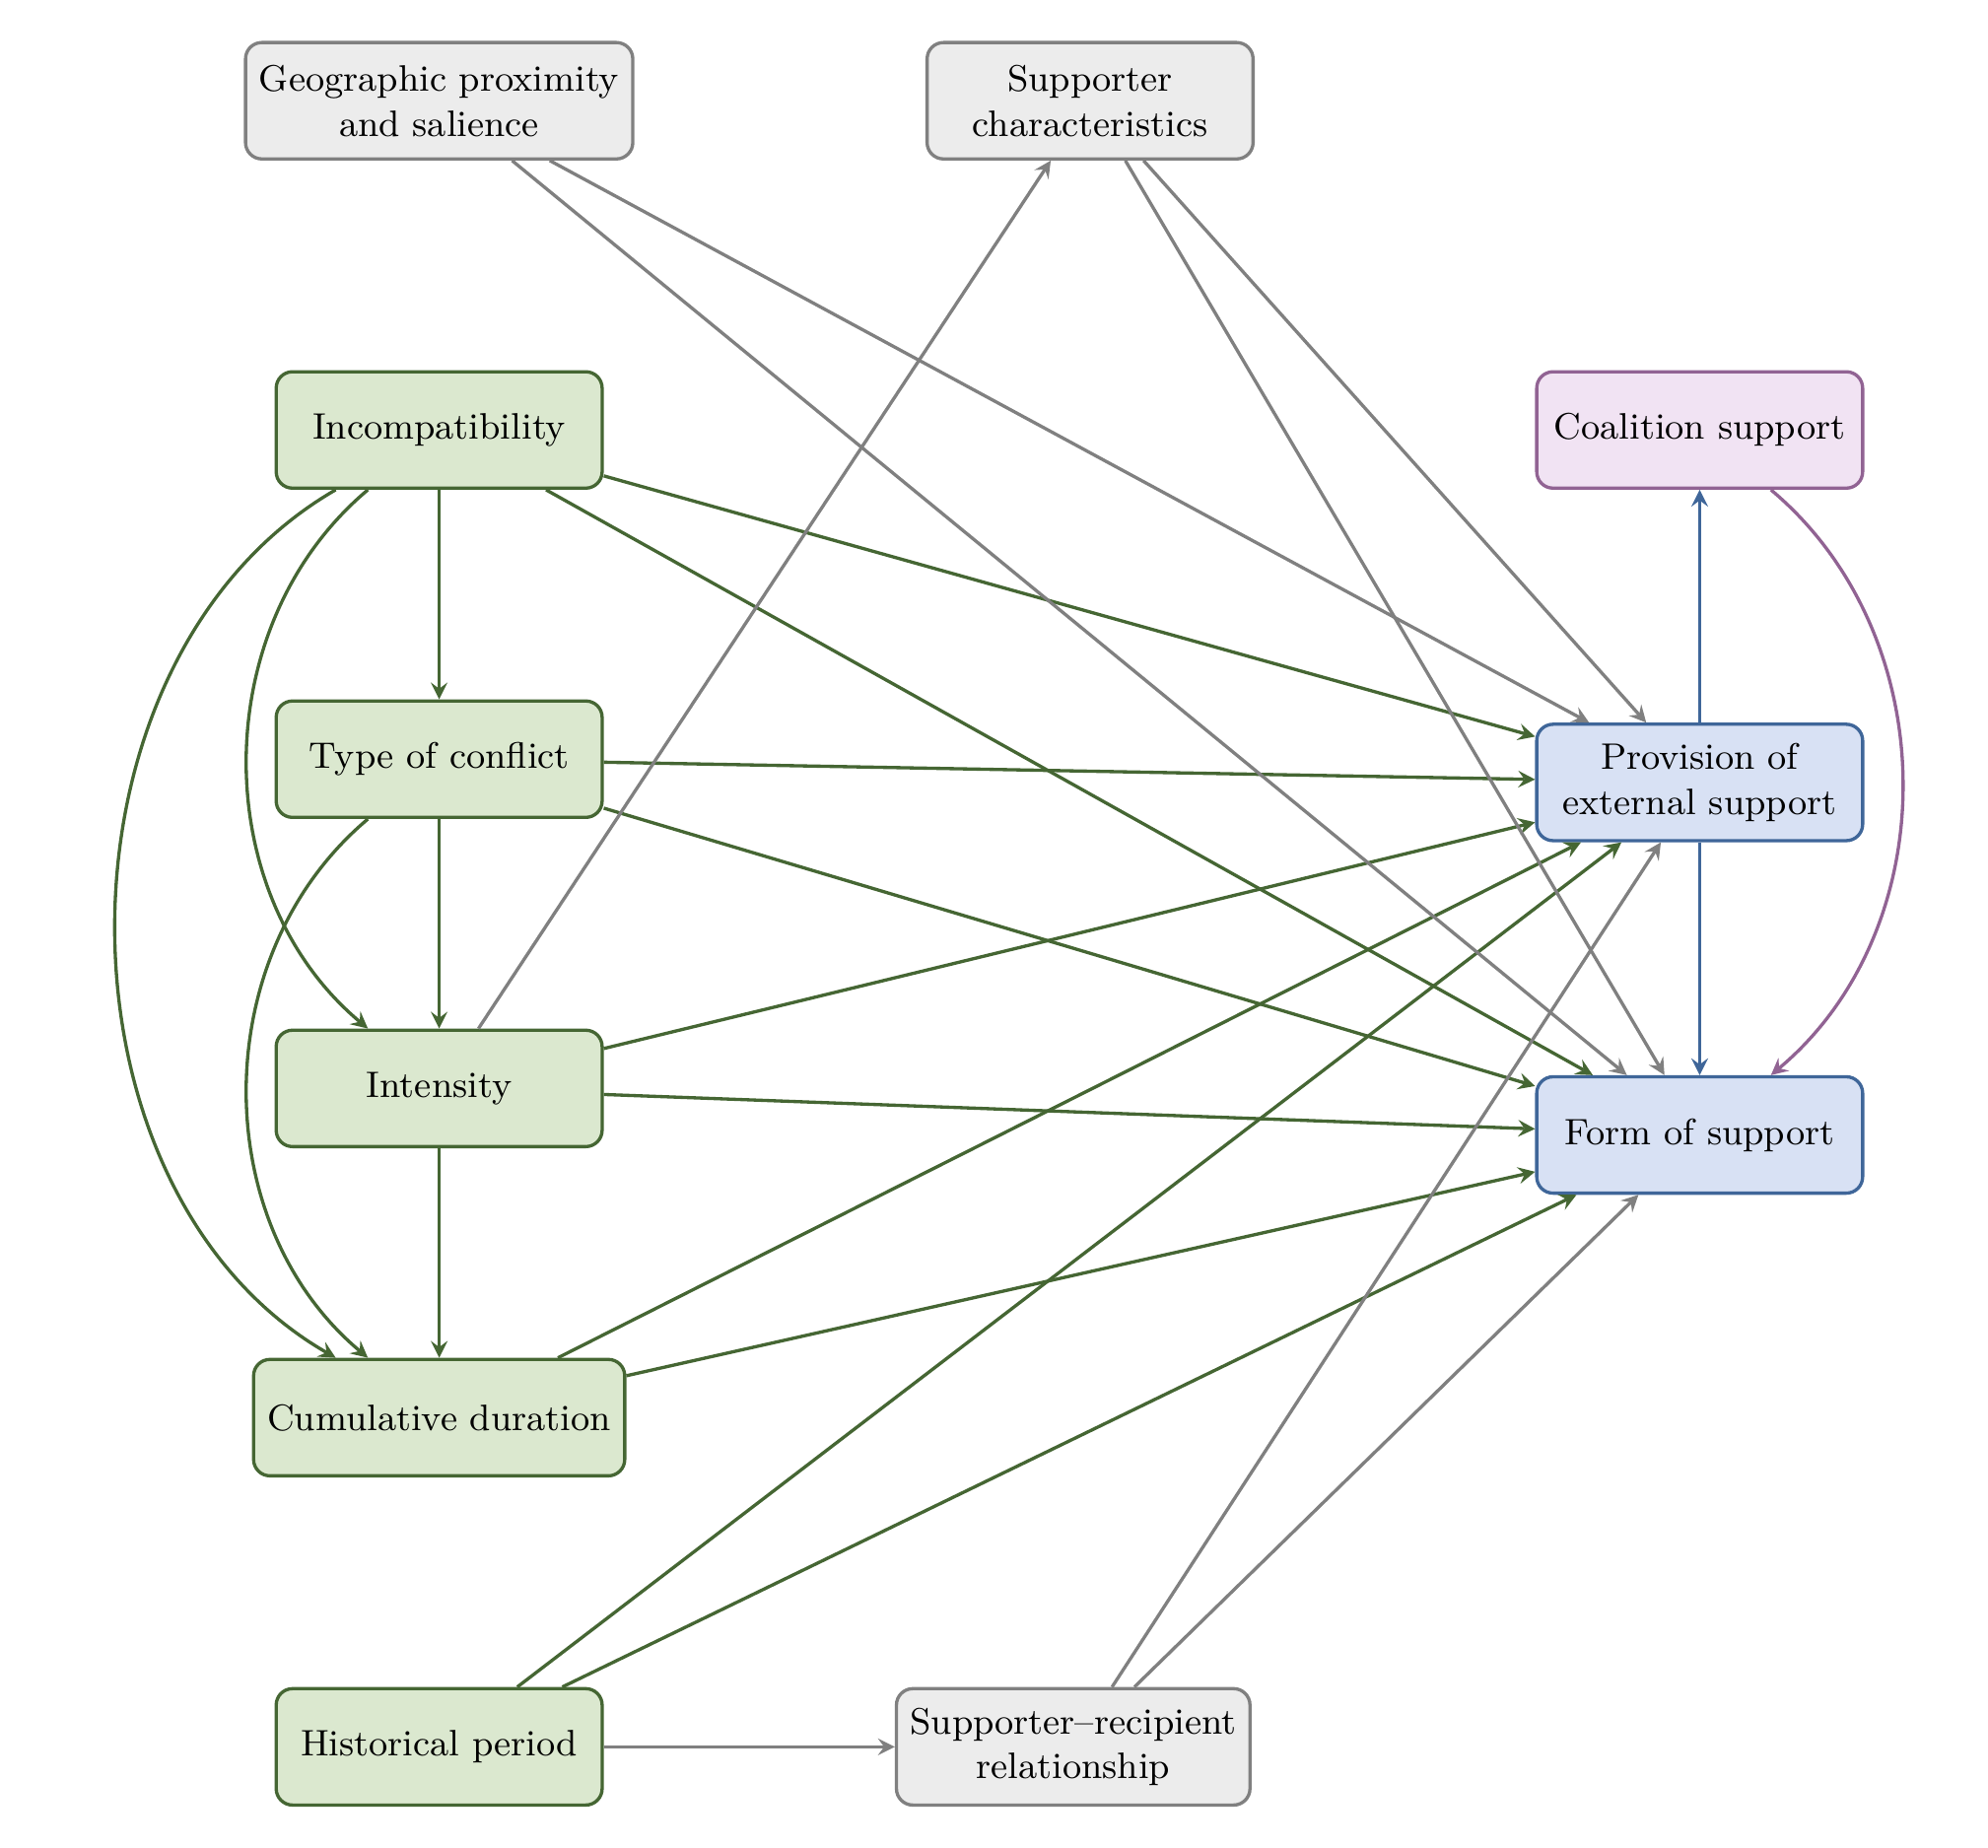 Geographic proximity
and salience
Supporter
characteristics
Incompatibility
Coalition support
Type of conflict
Provision of
external support
Intensity
Form of support
Cumulative duration
Historical period
Supporter–recipient
relationship